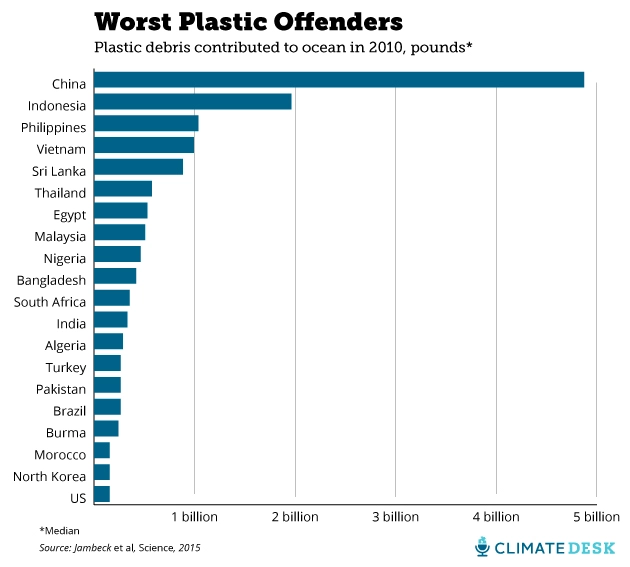 Worst Plastic Offenders
Plastic debris contributed to ocean in 2010, pounds*
China
Indonesia
Philippines
Vietnam
Sri Lanka
Thailand
Egypt
Malaysia
Nigeria
Bangladesh
South Africa
India
Algeria
Turkey
Pakistan
Brazil
Burma
Morocco
North Korea
US
1 billion 2 billion 3 billion 4 billion 5 billion
*Median
Source: Jambeck et al, Science, 2015
CLIMATE DESK